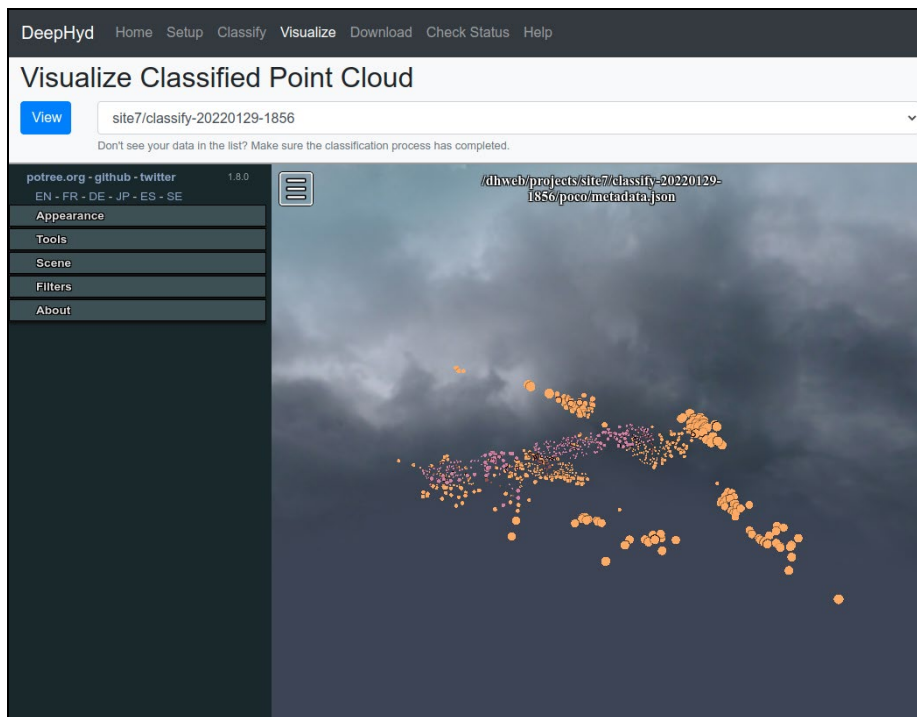 DeepHyd Home Setup Classify Visualize Download Check Status Help
Visualize Classified Point Cloud
View site7/classify-20220129-1856
Don't see your data in the list? Make sure the classification process has completed.
potree.org - github - twitter 1.8.0
EN - FR - DE - JP - ES - SE
Appearance
Tools
Scene
Filters
About
/dhweb/projects/site7/classify-20220129-
1856/poco/metadata.json